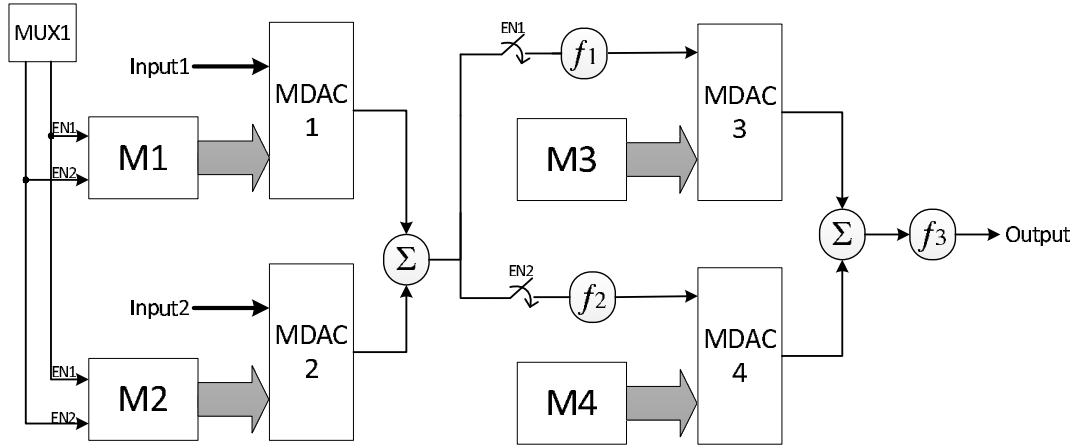 MUX1
Input1
MDAC
1
EN1
M1
EN2
Σ
Input2
MDAC
2
EN1
M2
EN2
EN1
f1
MDAC
3
M3
EN2
f2
MDAC
4
M4
Σ
f3
Output